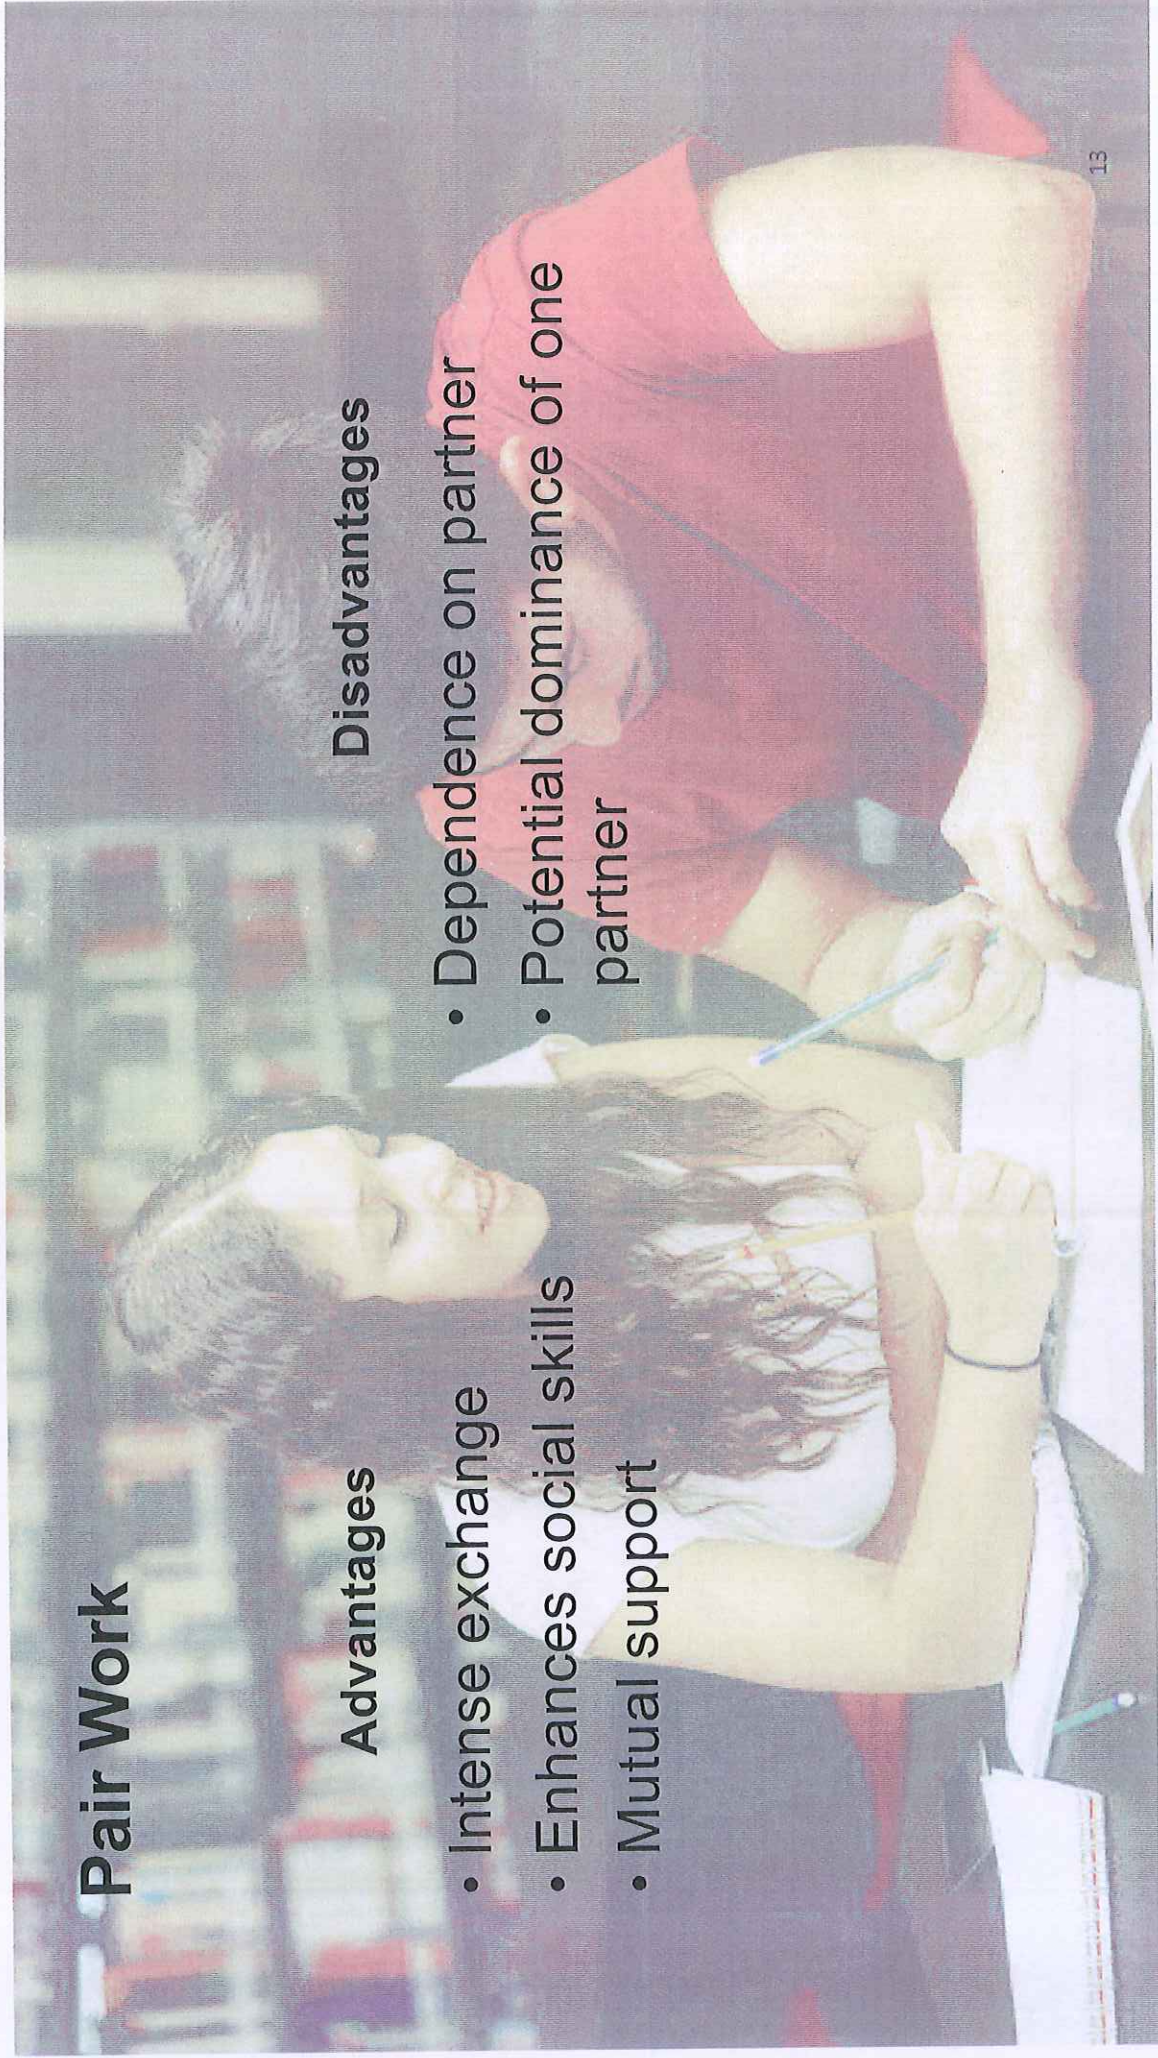 Pair Work
Advantages
• Intense exchange
• Enhances social skills
• Mutual support
Disadvantages
• Dependence on partner
• Potential dominance of one
partner
13